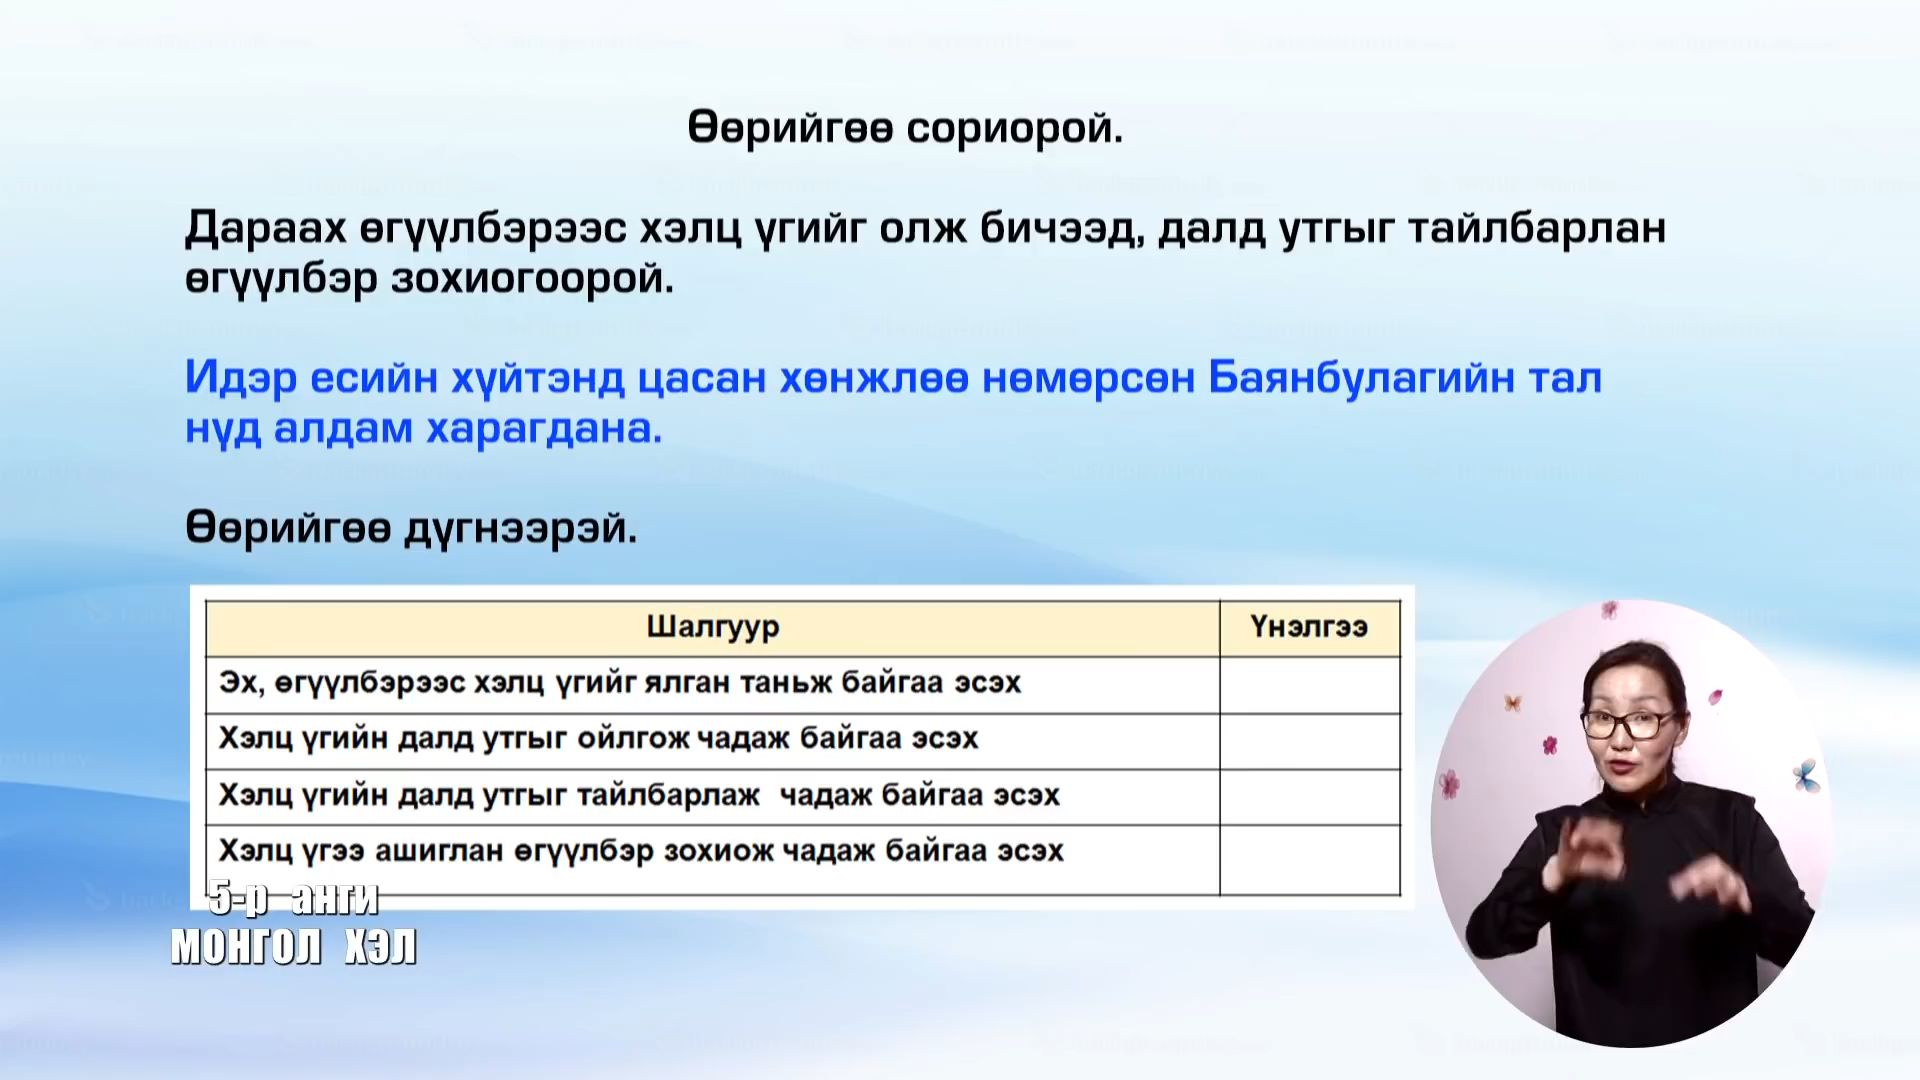 Өөрийгөө сориорой.
Дараах өгүүлбэрээс хэлц үгийг олж бичээд, далд утгыг тайлбарлан
өгүүлбэр зохиогоорой.
Идэр есийн хүйтэнд цасан хөнжлөө нөмөрсөн Баянбулагийн тал
нүд алдам харагдана.
Өөрийгөө дүгнээрэй.
Шалгуур Үнэлгээ
Эх, өгүүлбэрээс хэлц үгийг ялган таньж байгаа эсэх
Хэлц үгийн далд утгыг ойлгож чадаж байгаа эсэх
Хэлц үгийн далд утгыг тайлбарлаж чадаж байгаа эсэх
Хэлц үгээ ашиглан өгүүлбэр зохиож чадаж байгаа эсэх
5-р анги
МОНГОЛ ХЭЛ